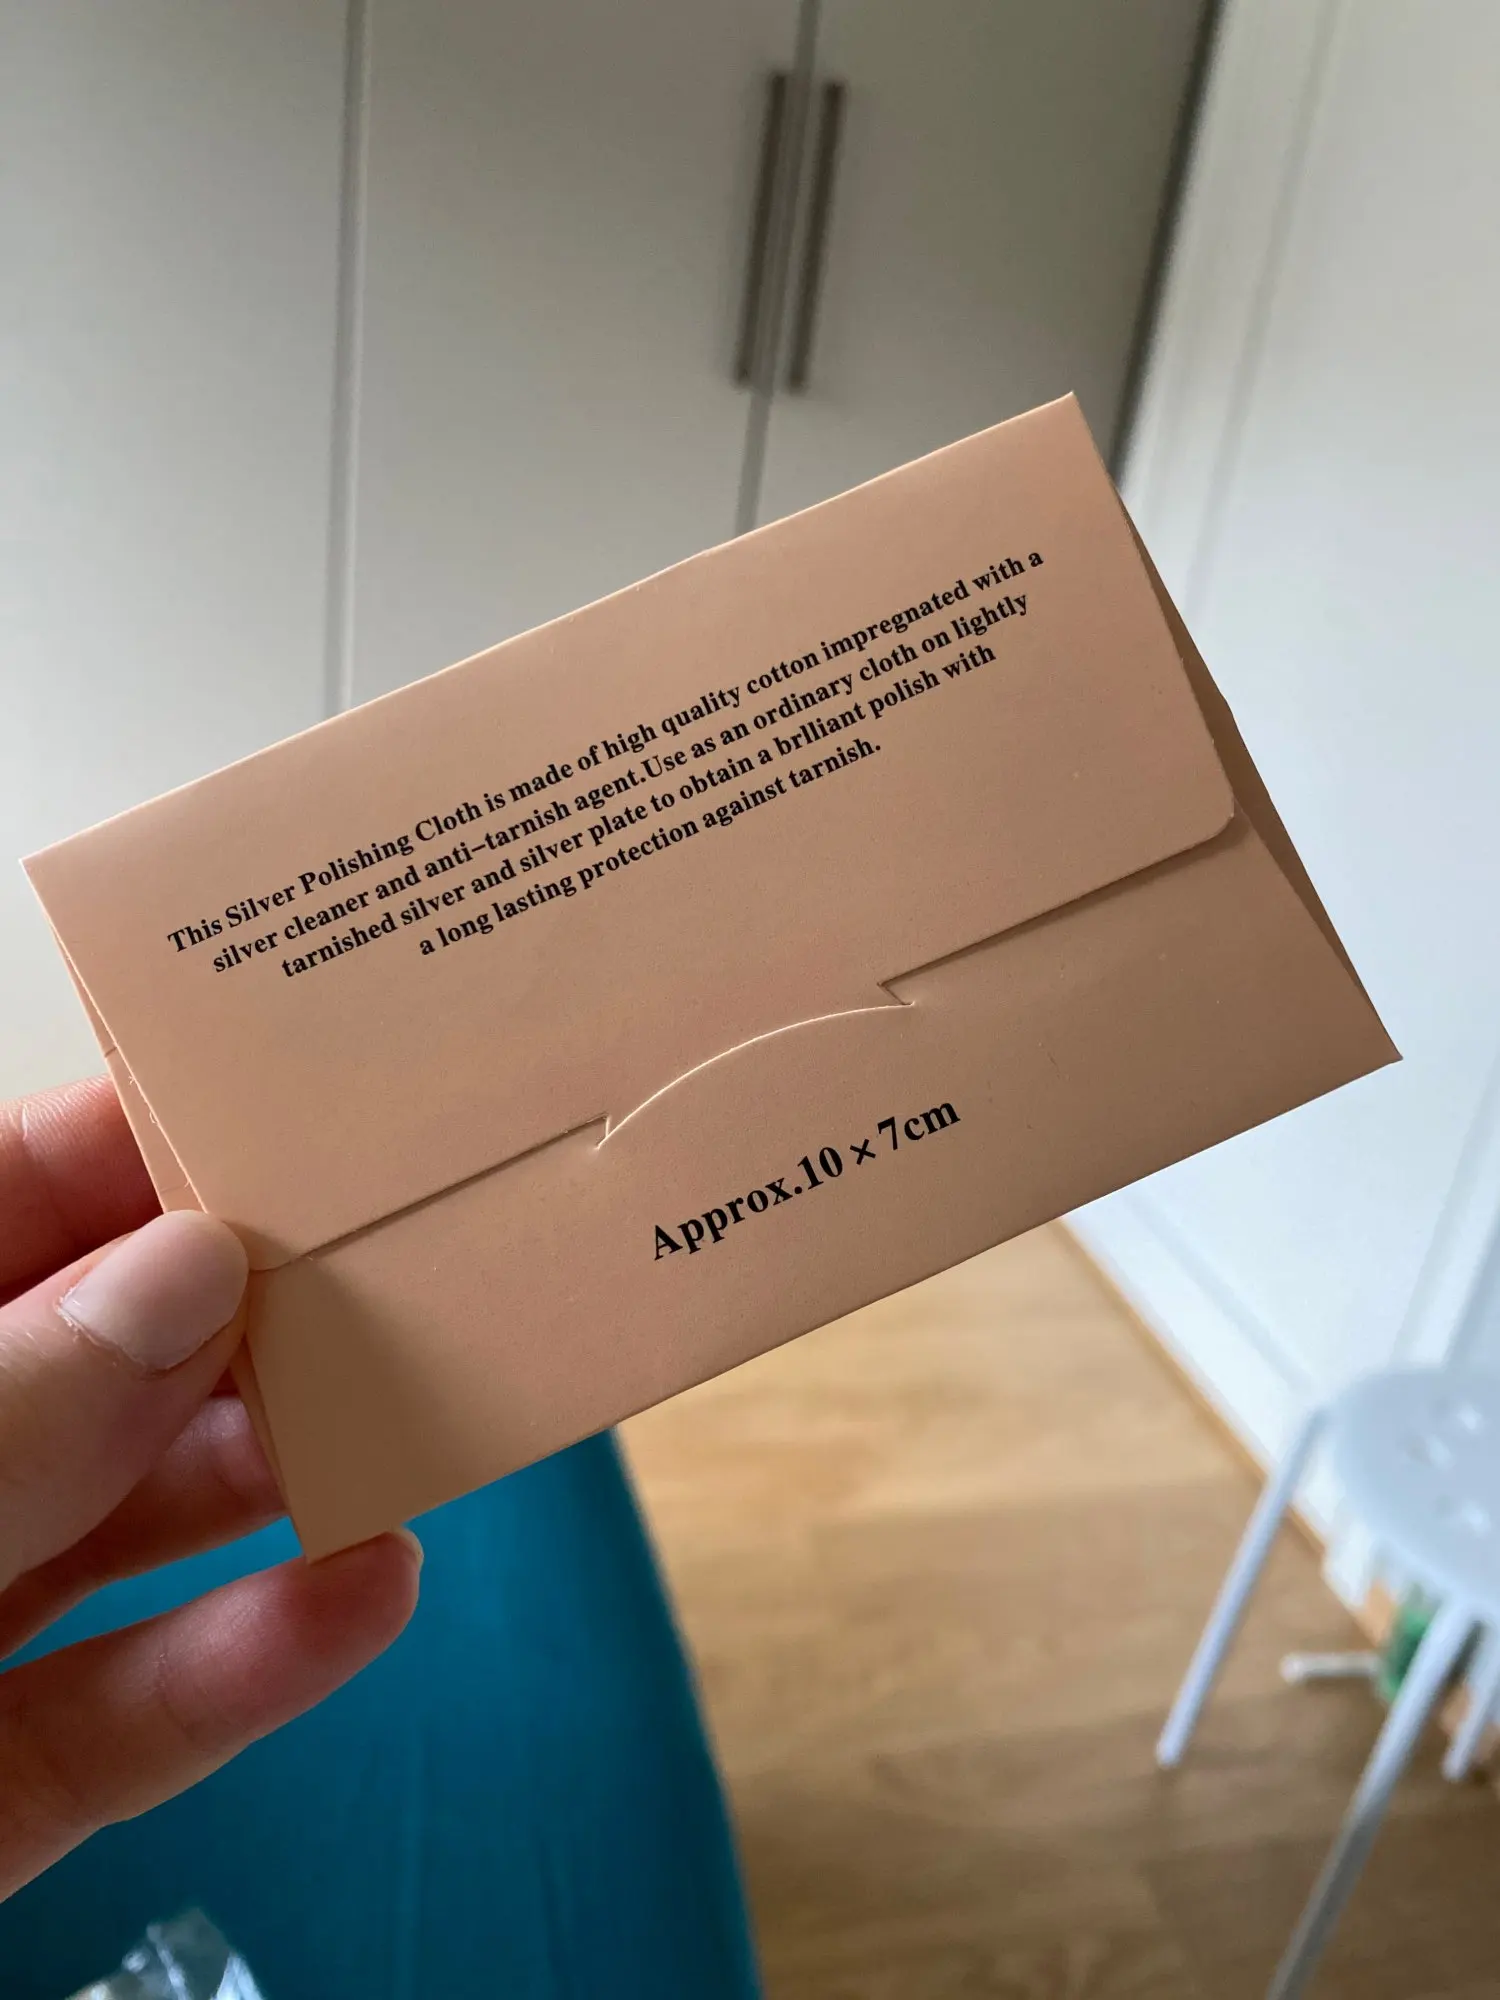 This Silver Polishing Cloth is made of high quality cotton impregnated with a
silver cleaner and anti-tarnish agent.Use as an ordinary cloth on lightly
tarnished silver and silver plate to obtain a brlliant polish with
a long lasting protection against tarnish.
Approx.10×7cm